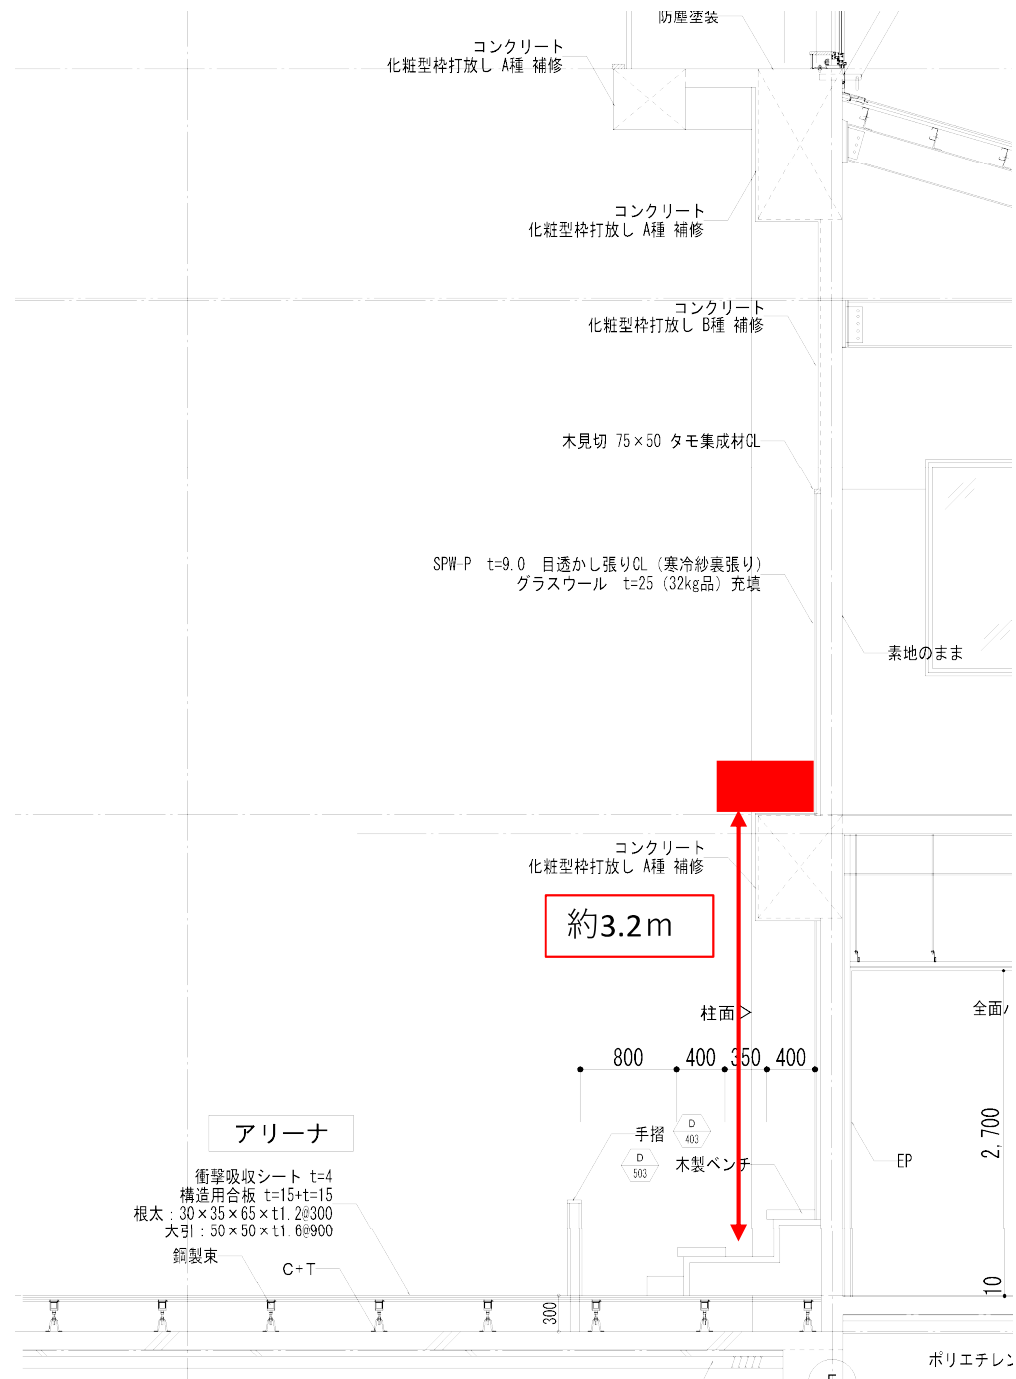 防塵塗装
コンクリート
化粧型枠打放し A種 補修
コンクリート
化粧型枠打放し A種 補修
コンクリート
化粧型枠打放し B種 補修
木見切 75×50 タモ集成材CL
SPW-P t=9.0 目透かし張りCL（寒冷紗裏張り）
グラスウール t=25（32kg品）充填
素地のまま
コンクリート
化粧型枠打放し A種 補修
約3.2m
柱面
全面
800 400 350 400
2,700
手摺
D
403
D
503
木製ベンチ
EP
アリーナ
衝撃吸収シート t=4
構造用合板 t=15+t=15
根太：30×35×65×t1.2@300
大引：50×50×t1.6@900
鋼製束
C+T
300
10
ポリエチレン